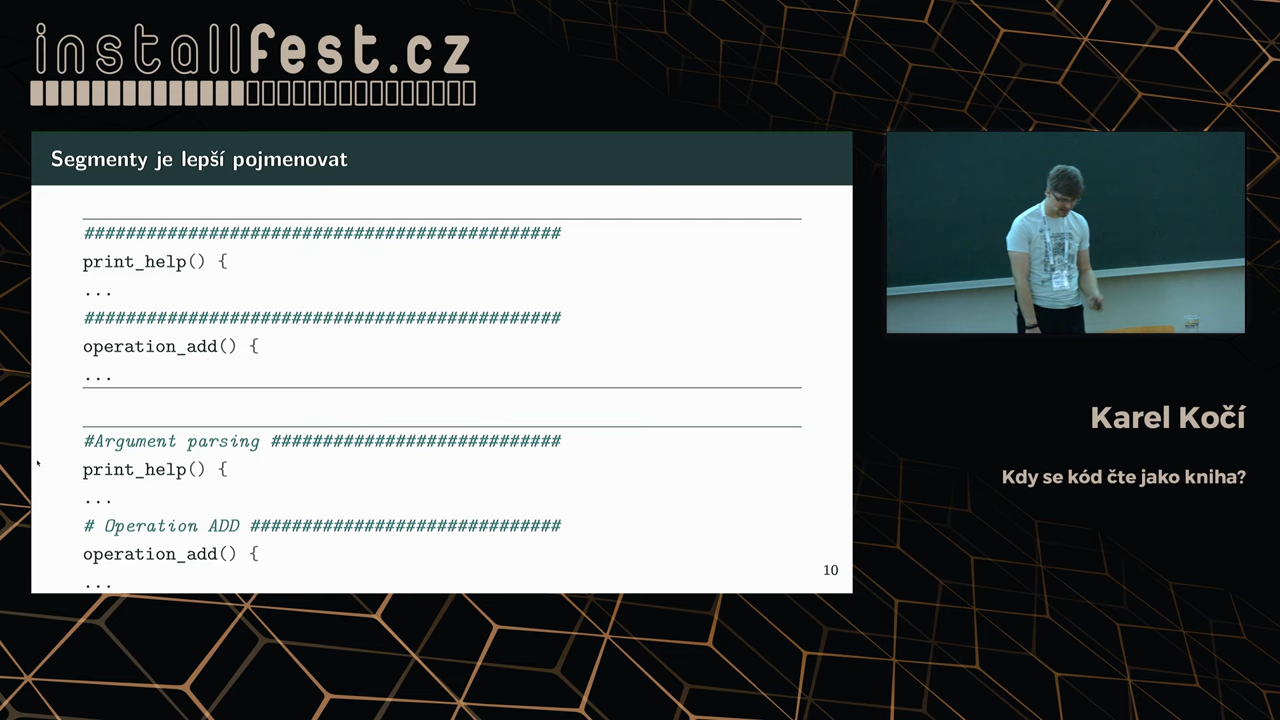 installfest.cz
Segmenty je lepší pojmenovat
##############################################
print_help() {
...
##############################################
operation_add() {
...
#Argument parsing ############################
print_help() {
...
# Operation ADD ##############################
operation_add() {
...
10
Karel Kočí
Kdy se kód čte jako kniha?